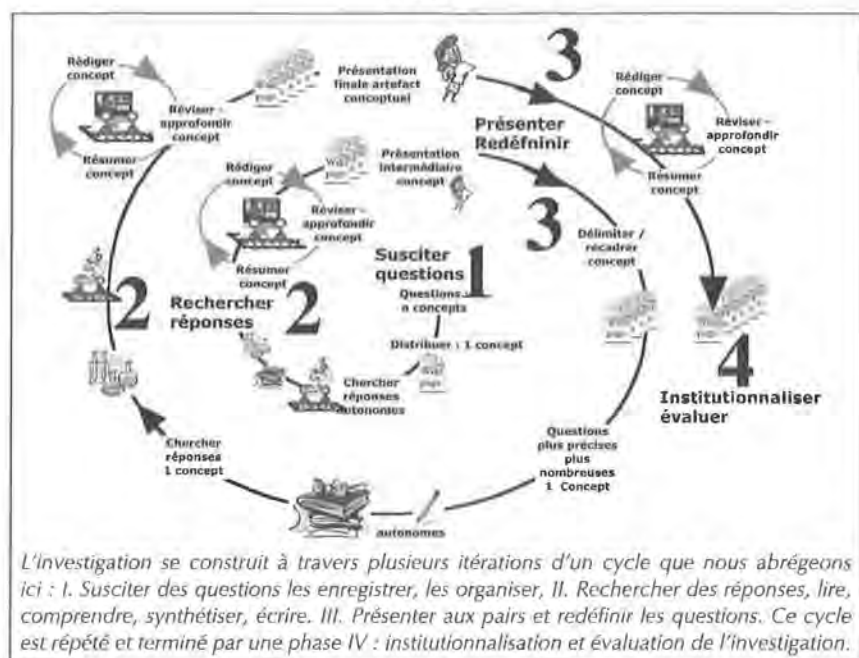 Rédiger
concept
Réviser –
approfondir
concept
Résumer
concept
Présentation
finale artefact
conceptuel
3
Rédiger
concept
Réviser –
approfondir
concept
Résumer
concept
Présenter
Redéfninir
Rédiger
concept
Réviser –
approfondir
concept
Résumer
concept
Présentation
intermédiaire
concept
3
Délimiter /
recadrer
concept
Susciter
questions
1
Questions
n concepts
2
Rechercher
réponses
2
Distribuer : 1 concept
Chercher
réponses
autonomes
4
Institutionnaliser
évaluer
Chercher
réponses
1 concept
Questions
plus précises
plus
nombreuses
1 Concept
autonomes
L'investigation se construit à travers plusieurs itérations d'un cycle que nous abrégeons
ici : I. Susciter des questions les enregistrer, les organiser, II. Rechercher des réponses, lire,
comprendre, synthétiser, écrire. III. Présenter aux pairs et redéfinir les questions. Ce cycle
est répété et terminé par une phase IV : institutionnalisation et évaluation de l'investigation.